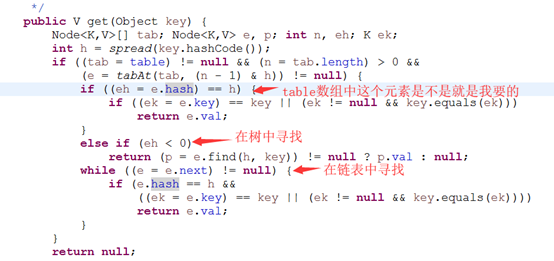 */
public V get(Object key) {
Node<K,V>[] tab; Node<K,V> e, p; int n, eh; K ek;
int h = spread(key.hashCode());
if ((tab = table) != null && (n = tab.length) > 0 &&
(e = tabAt(tab, (n - 1) & h)) != null) {
if ((eh = e.hash) == h) { table数组中这个元素是不是就是我要的
if ((ek = e.key) == key || (ek != null && key.equals(ek)))
return e.val;
}
else if (eh < 0) 在树中寻找
return (p = e.find(h, key)) != null ? p.val : null;
while ((e = e.next) != null) { 在链表中寻找
if (e.hash == h &&
((ek = e.key) == key || (ek != null && key.equals(ek))))
return e.val;
}
}
return null;